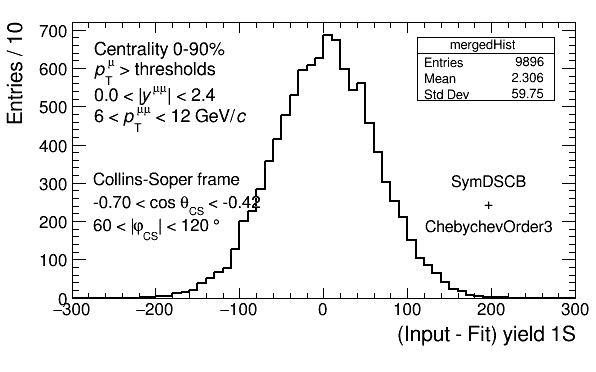 Entries / 10
700
600
500
400
300
200
100
0
Centrality 0-90%
p_T^μ > thresholds
0.0 < |y^μμ| < 2.4
6 < p_T^μμ < 12 GeV/c
Collins-Soper frame
-0.70 < cos θ_CS < -0.42
60 < |φ_CS| < 120 °
mergedHist
Entries 9896
Mean 2.306
Std Dev 59.75
SymDSCB
+
ChebychevOrder3
−300 −200 −100 0 100 200 300
(Input - Fit) yield 1S